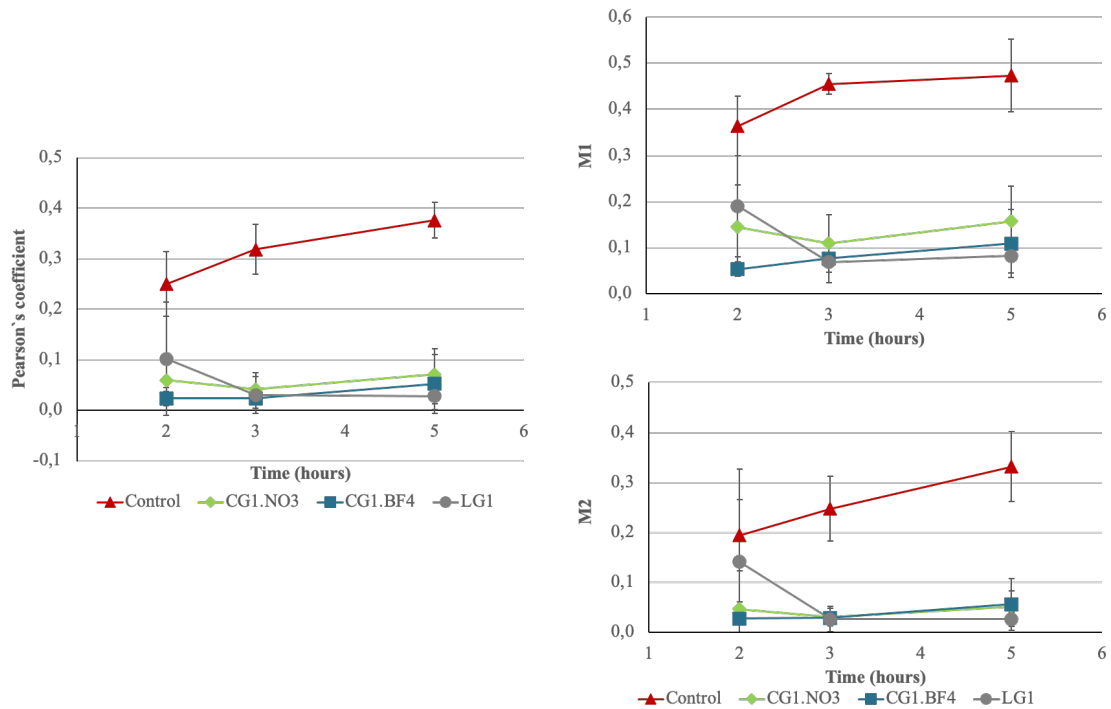 Pearson`s coefficient
0,5
0,4
0,3
0,2
0,1
0,0
-0,1
1 2 3 4 5 6
Time (hours)
Control CG1.NO3 CG1.BF4 LG1
M1
0,6
0,5
0,4
0,3
0,2
0,1
0,0
1 2 3 4 5 6
Time (hours)
M2
0,5
0,4
0,3
0,2
0,1
0,0
1 2 3 4 5 6
Time (hours)
Control CG1.NO3 CG1.BF4 LG1